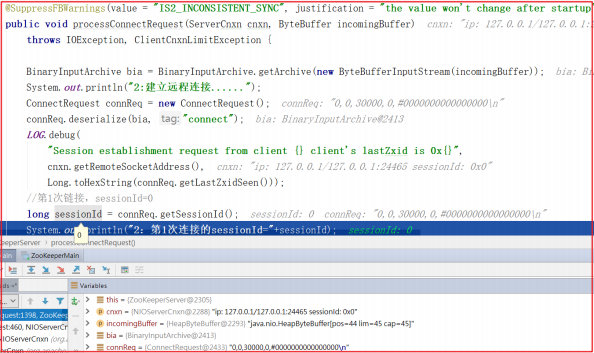 @SuppressFBWarnings(value = "IS2_INCONSISTENT_SYNC", justification = "the value won't change after startup
public void processConnectRequest(ServerCnxn cnxn, ByteBuffer incomingBuffer) cnxn: "ip: 127.0.0.1/127.0.0.1:
throws IOException, ClientCnxnLimitException {
BinaryInputArchive bia = BinaryInputArchive.getArchive(new ByteBufferInputStream(incomingBuffer)); bia: Bi
System.out.println("2:建立远程连接......");
ConnectRequest connReq = new ConnectRequest(); connReq: "0,0,30000,0,#0000000000000000\n"
connReq.deserialize(bia, tag: "connect"); bia: BinaryInputArchive@2413
LOG.debug(
"Session establishment request from client {} client's lastZxid is 0x{}",
cnxn.getRemoteSocketAddress(), cnxn: "ip: 127.0.0.1/127.0.0.1:24465 sessionId: 0x0"
Long.toHexString(connReq.getLastZxidSeen()));
//第1次链接，sessionId=0
long sessionId = connReq.getSessionId(); sessionId: 0 connReq: "0,0,30000,0,#0000000000000000\n"
System. println("2：第1次连接的sessionId="+sessionId); sessionId: 0
0
KeeperServer › processConnectRequest()
ain ZooKeeperMain
Variables
this = {ZooKeeperServer@2305}
quest:1398, ZooKee
cnxn = {NIOServerCnxn@2288} "ip: 127.0.0.1/127.0.0.1:24465 sessionId: 0x0"
est:460, NIOServerCn
incomingBuffer = {HeapByteBuffer@2293} "java.nio.HeapByteBuffer[pos=44 lim=45 cap=45]"
NIOServerCnxn (org.
bia = {BinaryInputArchive@2413}
connReq = {ConnectRequest@2433} "0,0,30000,0,#0000000000000000\n"